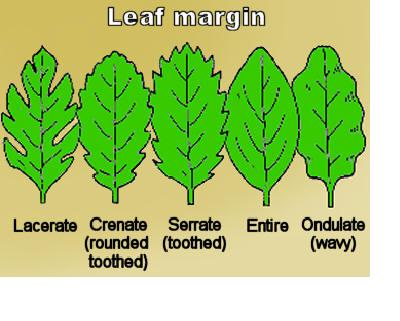 Leaf margin
Lacerate Crenate Serrate Entire Ondulate
(rounded (toothed) (wavy)
toothed)